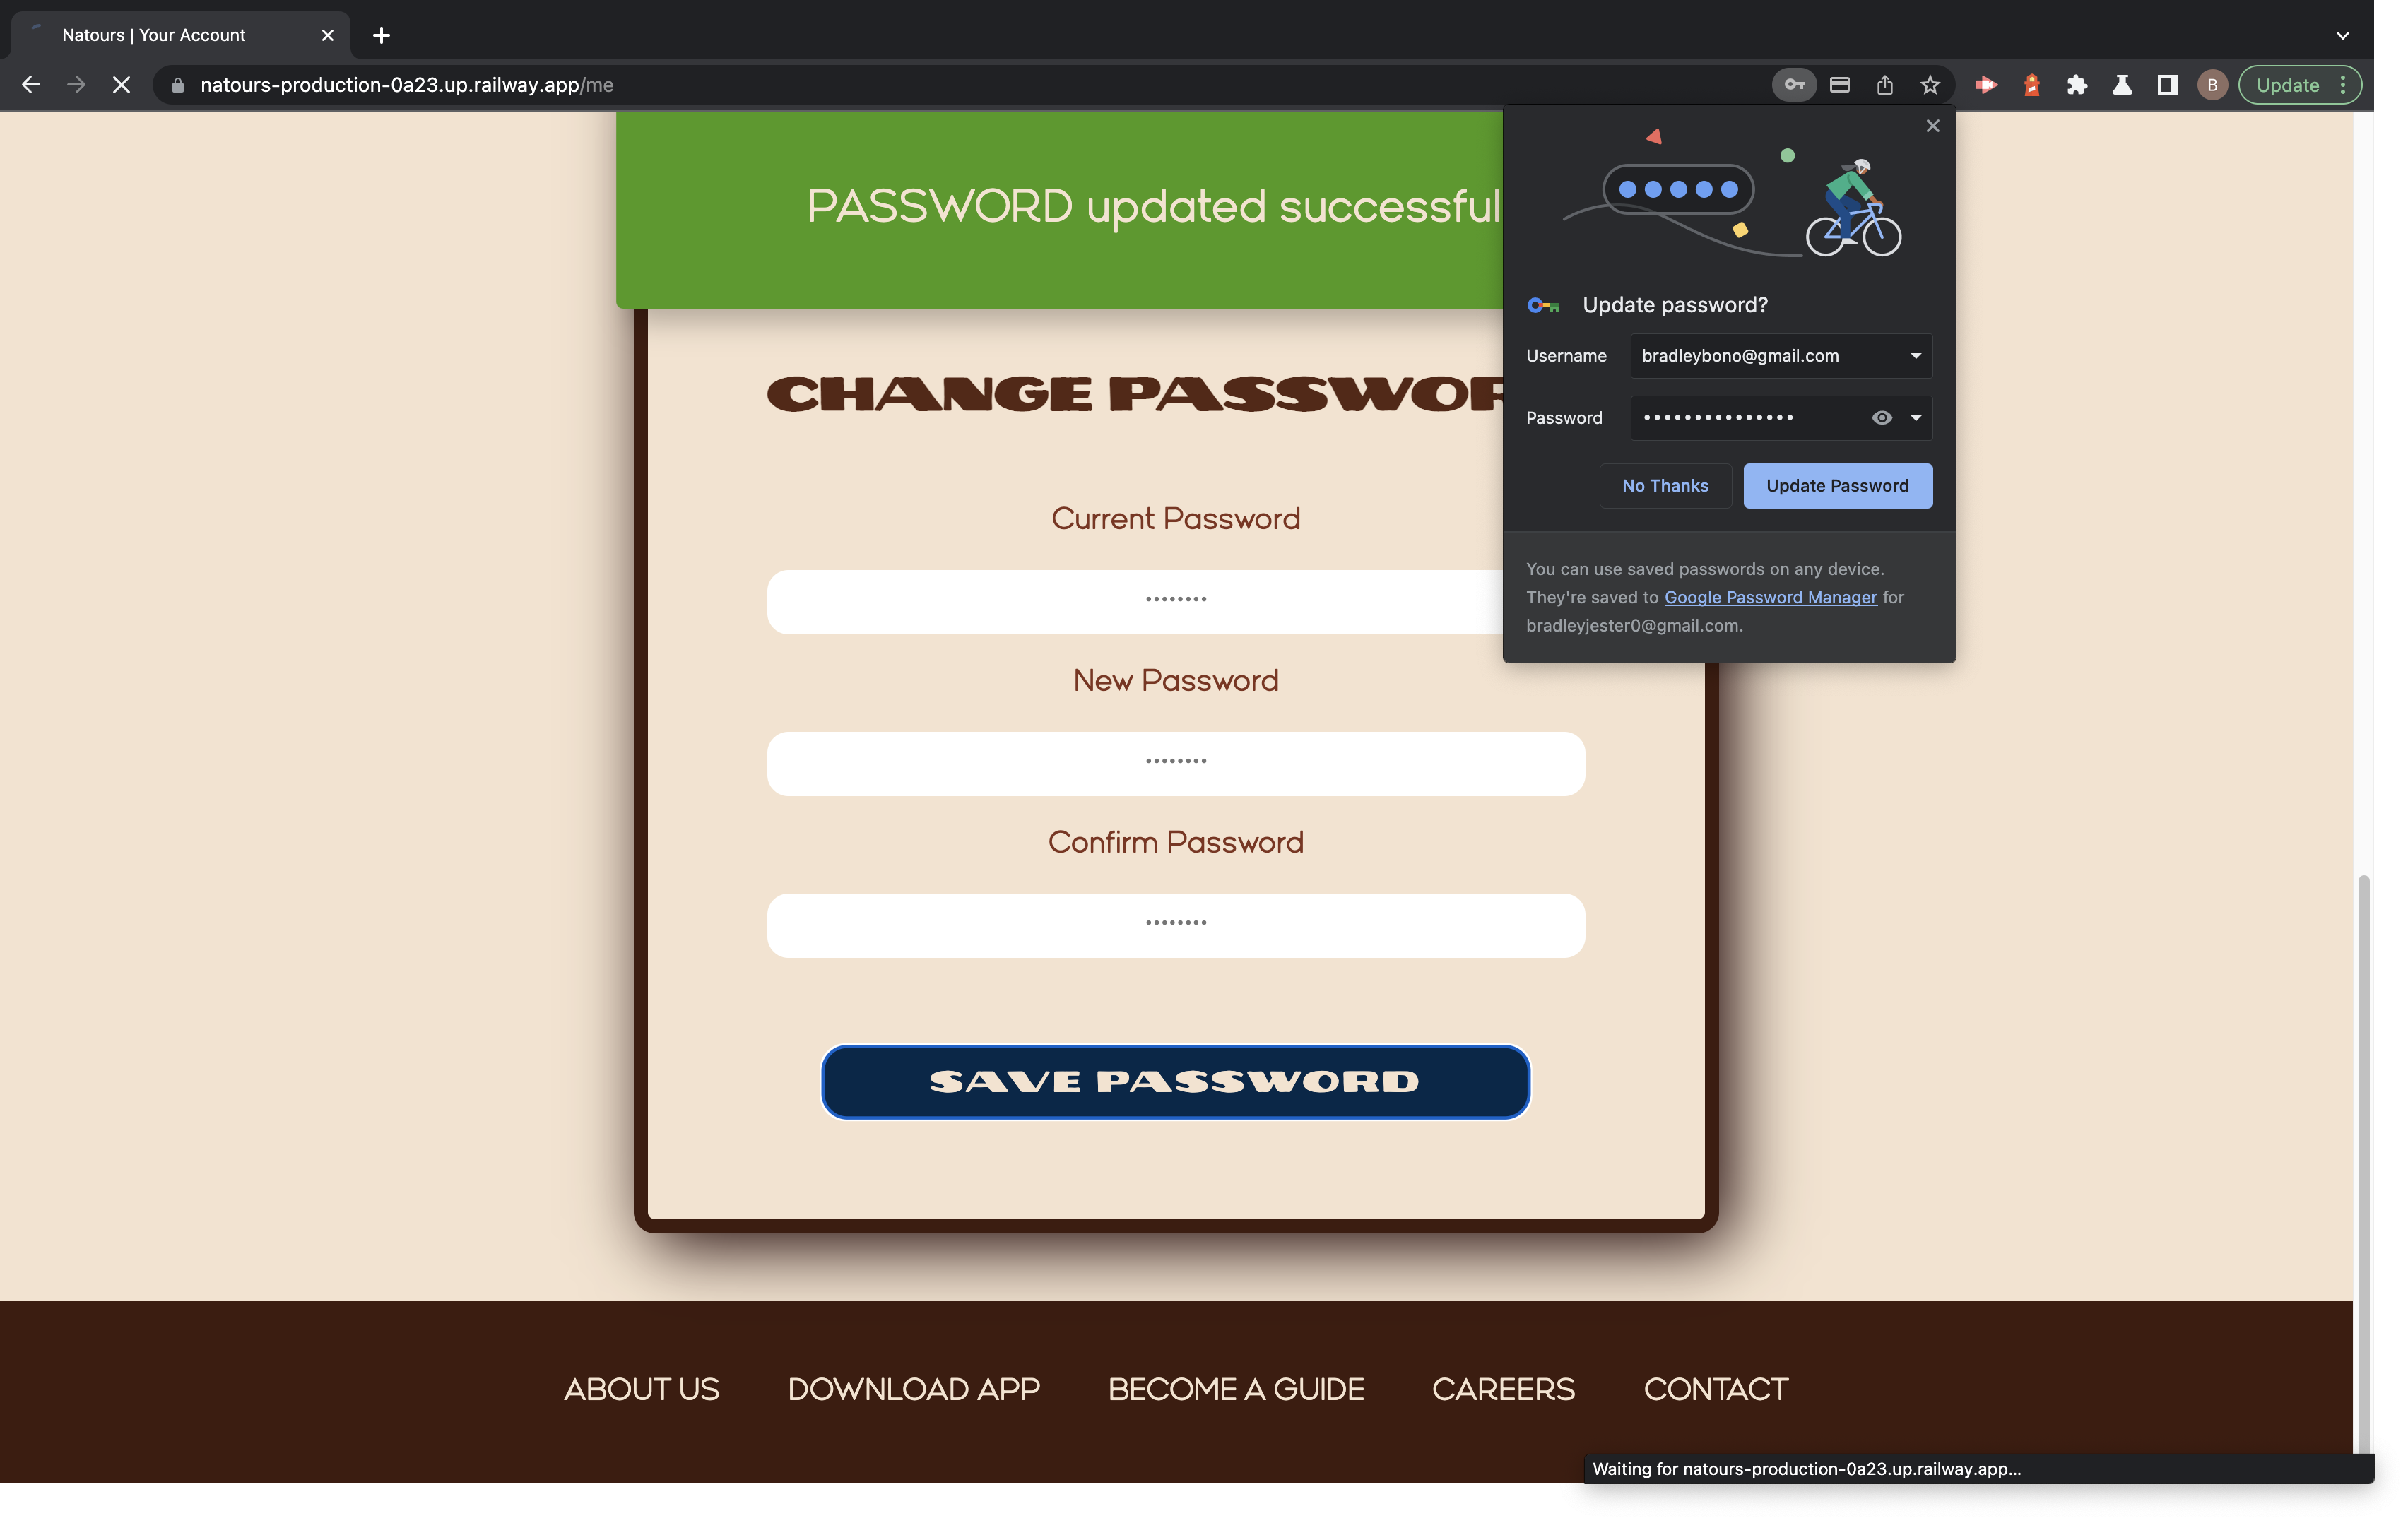 Natours | Your Account
natours-production-0a23.up.railway.app/me
B
Update
PASSWORD updated successful
Update password?
Username
bradleybono@gmail.com
Password
•••••••••••••••
No Thanks
Update Password
You can use saved passwords on any device.
They're saved to Google Password Manager for
bradleyjester0@gmail.com.
CHANGE PASSWOR
Current Password
••••••••
New Password
••••••••
Confirm Password
••••••••
SAVE PASSWORD
ABOUT US
DOWNLOAD APP
BECOME A GUIDE
CAREERS
CONTACT
Waiting for natours-production-0a23.up.railway.app...